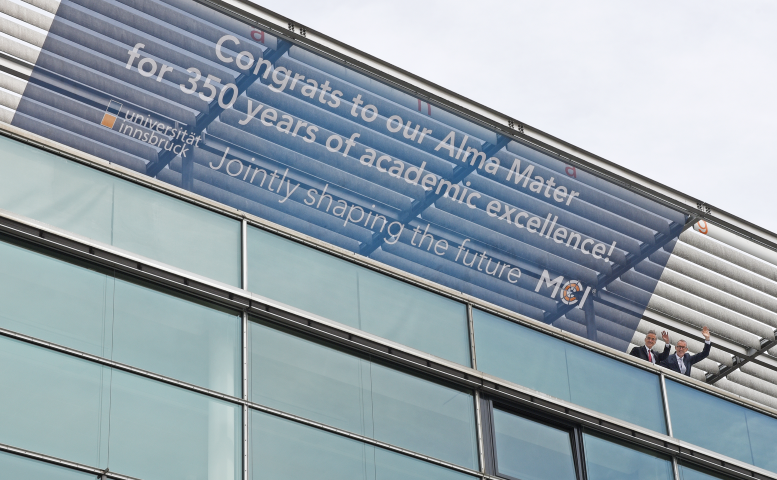 Congrats to our Alma Mater
for 350 years of academic excellence!
universität
innsbruck
Jointly shaping the future
MCI